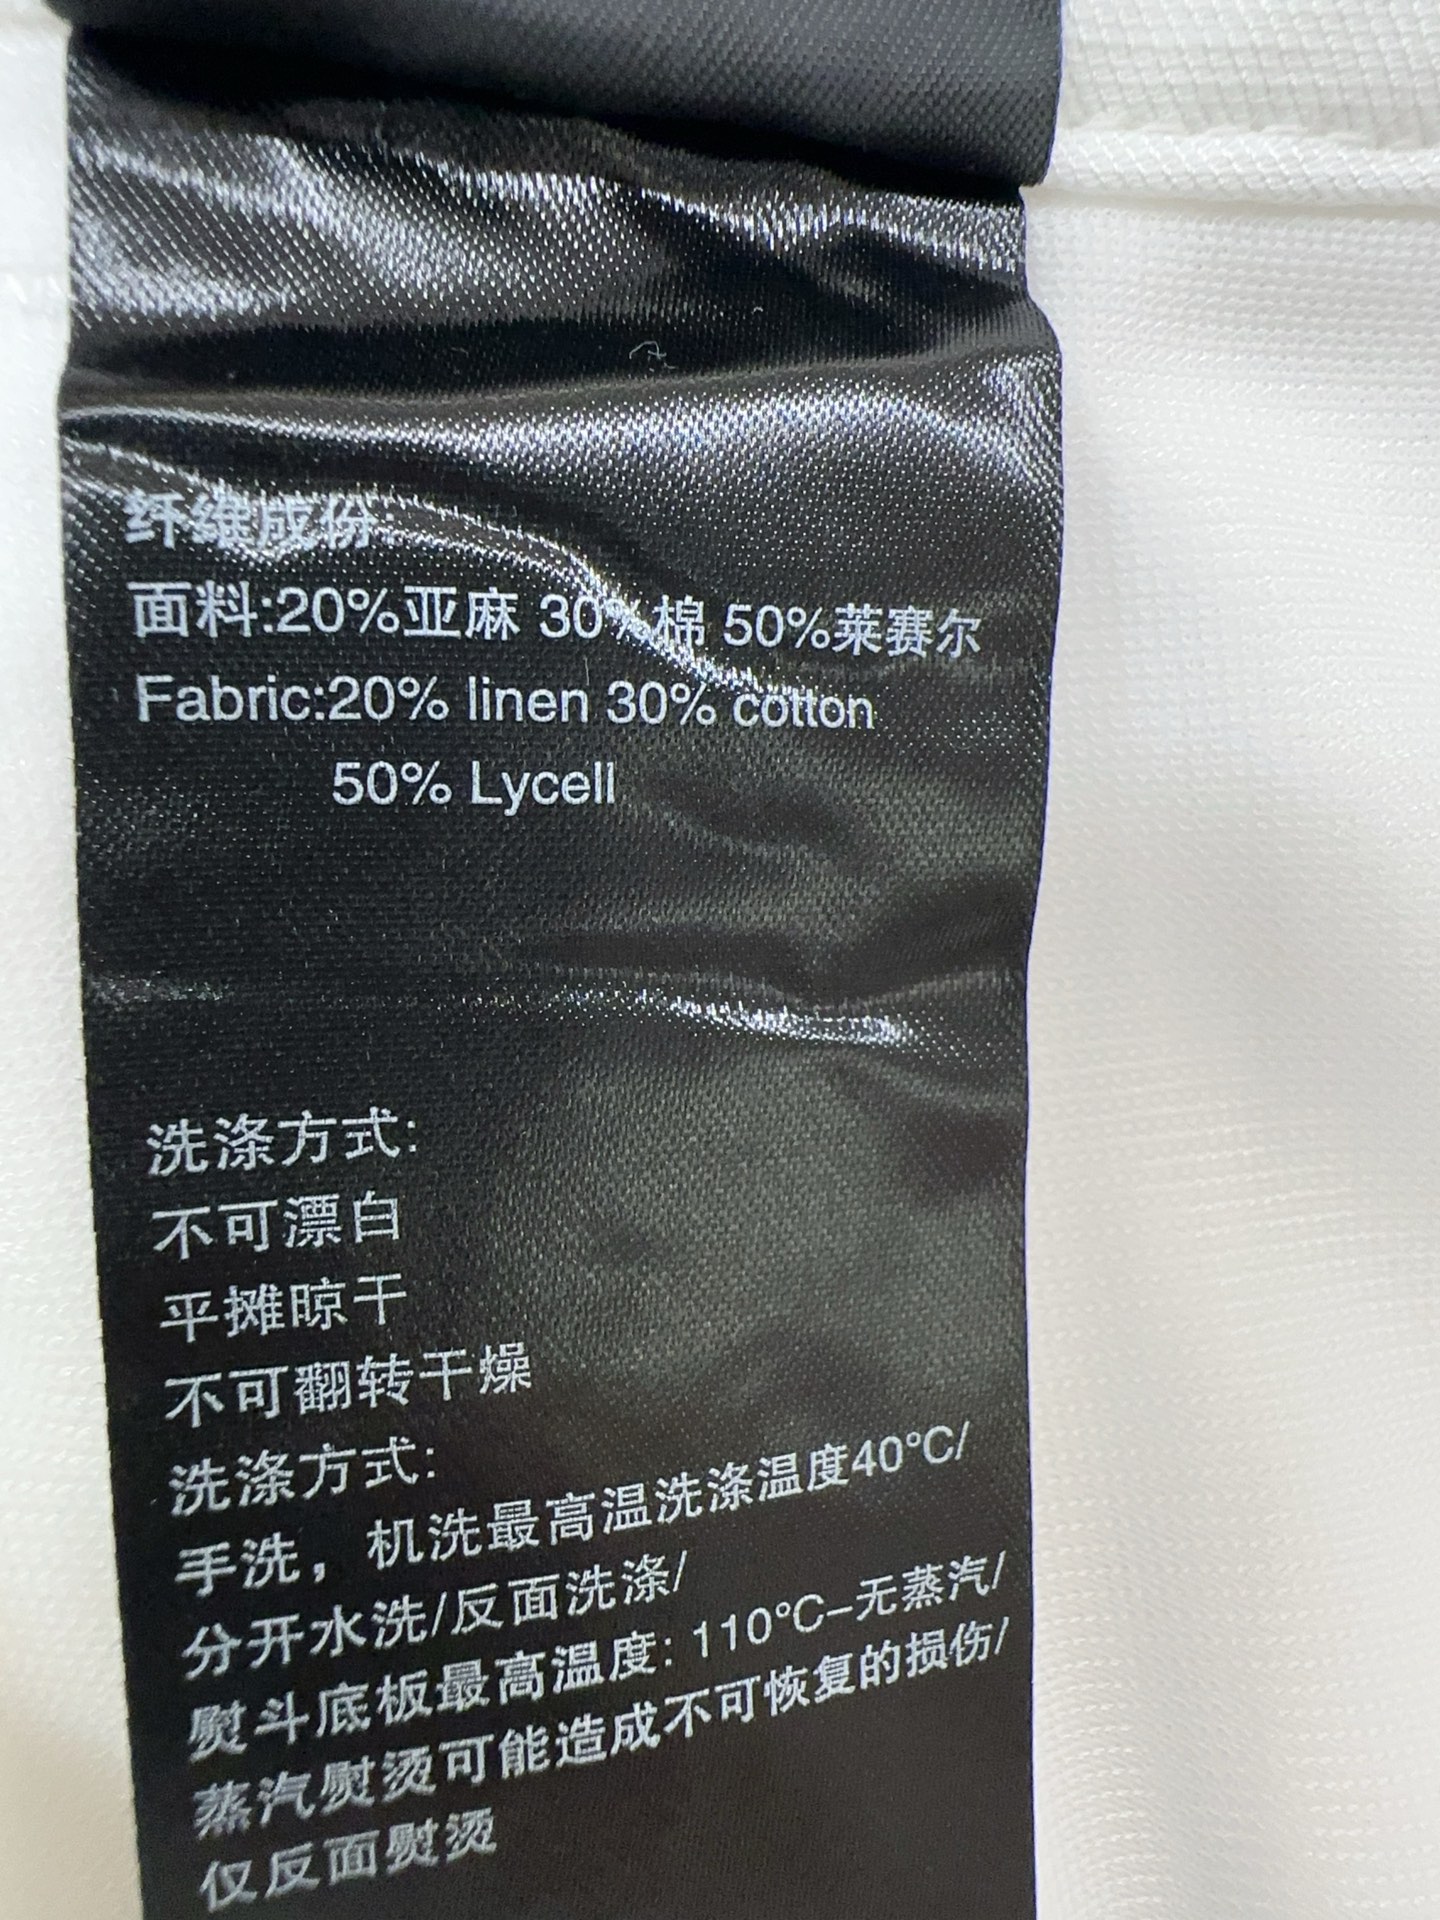 纤维成份:
面料:20%亚麻 30%棉 50%莱赛尔
Fabric:20% linen 30% cotton
50% Lycell
洗涤方式:
不可漂白
平摊晾干
不可翻转干燥
洗涤方式:
手洗，机洗最高温洗涤温度40°C/
分开水洗/反面洗涤/
熨斗底板最高温度: 110°C-无蒸汽/
蒸汽熨烫可能造成不可恢复的损伤/
仅反面熨烫